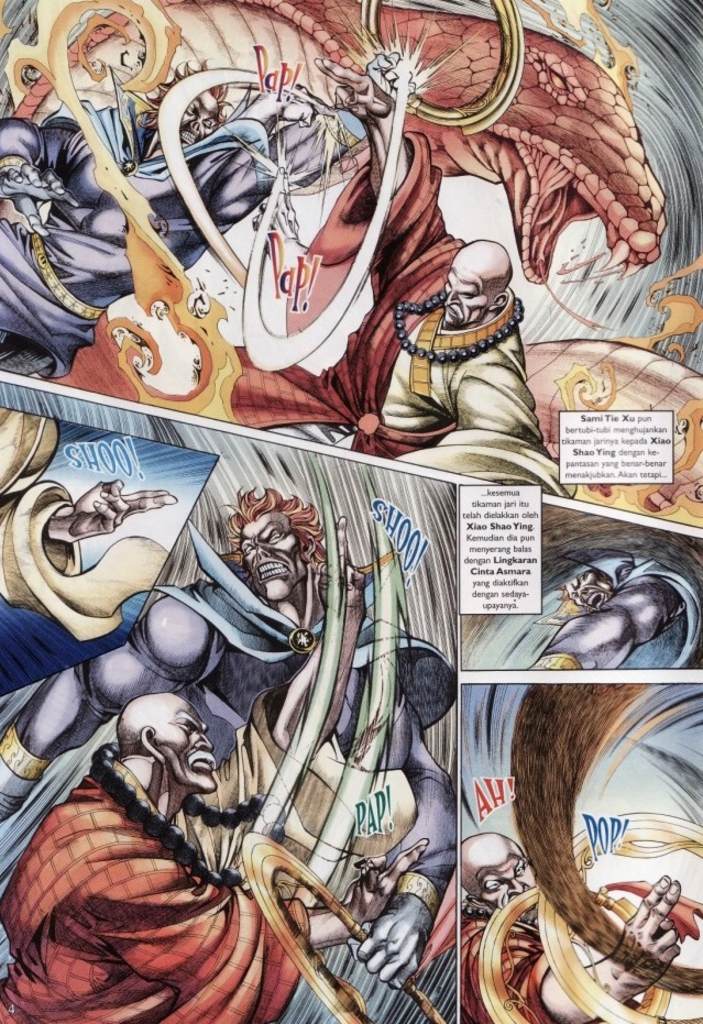 PaP!
PaP!
Sami Tie Xu pun
bertubi-tubi menghujankan
tikaman jarinya kepada Xiao
Shao Ying dengan ke-
pantasan yang benar-benar
menakjubkan. Akan tetapi...
SHOO!
SHOO!
...kesemua
tikaman jari itu
telah dielakkan oleh
Xiao Shao Ying.
Kemudian dia pun
menyerang balas
dengan Lingkaran
Cinta Asmara
yang diaktifkan
dengan sedaya-
upayanya.
PAP!
AH!
POP!
4